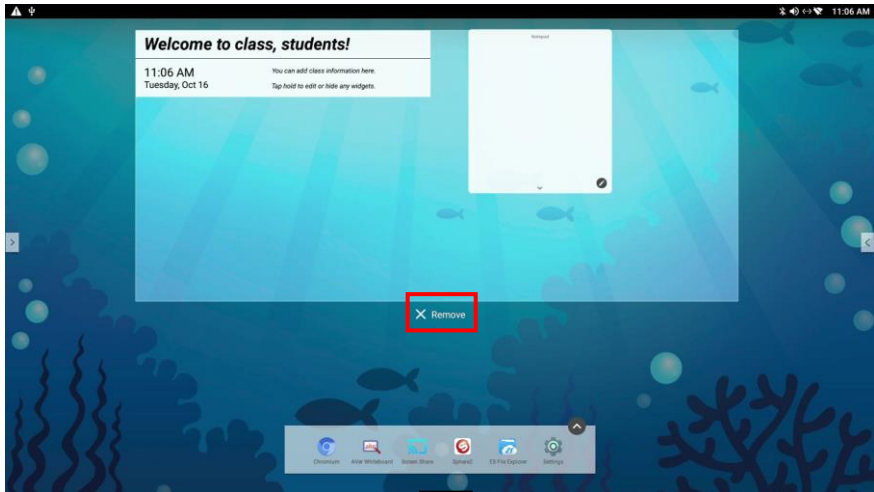 11:06 AM
Welcome to class, students!
11:06 AM
Tuesday, Oct 16
You can add class information here.
Tap hold to edit or hide any widgets.
Notepad
Remove
Chromium
AVer Whiteboard
Screen Share
Sphere2
ES File Explorer
Settings